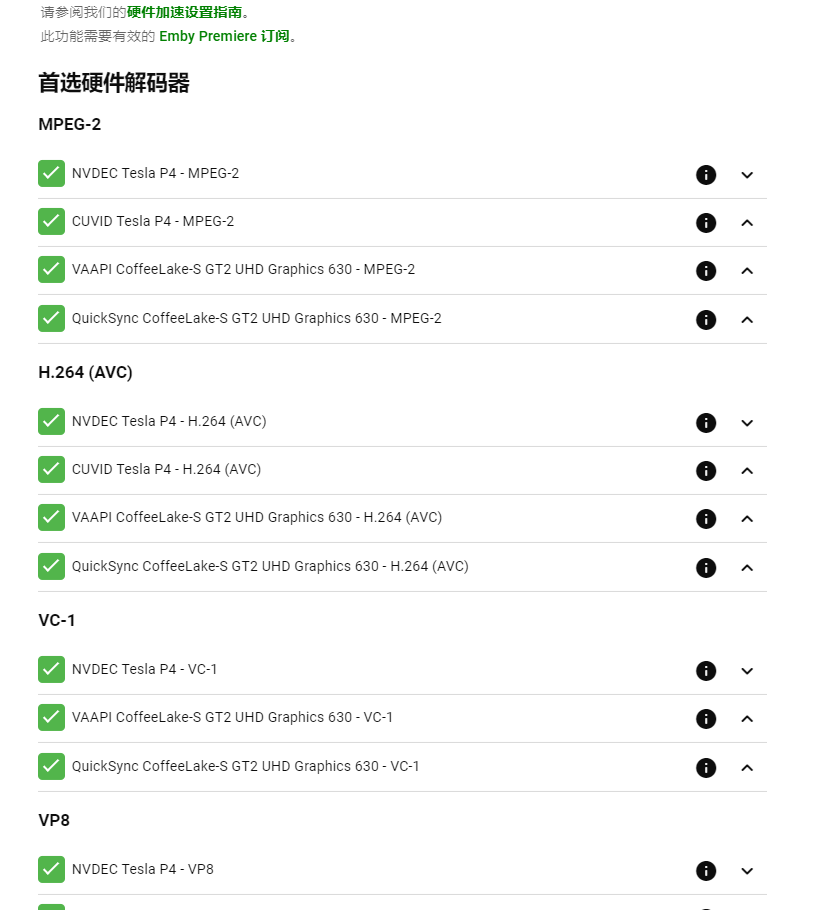 请参阅我们的硬件加速设置指南。
此功能需要有效的 Emby Premiere 订阅。
首选硬件解码器
MPEG-2
NVDEC Tesla P4 - MPEG-2
CUVID Tesla P4 - MPEG-2
VAAPI CoffeeLake-S GT2 UHD Graphics 630 - MPEG-2
QuickSync CoffeeLake-S GT2 UHD Graphics 630 - MPEG-2
H.264 (AVC)
NVDEC Tesla P4 - H.264 (AVC)
CUVID Tesla P4 - H.264 (AVC)
VAAPI CoffeeLake-S GT2 UHD Graphics 630 - H.264 (AVC)
QuickSync CoffeeLake-S GT2 UHD Graphics 630 - H.264 (AVC)
VC-1
NVDEC Tesla P4 - VC-1
VAAPI CoffeeLake-S GT2 UHD Graphics 630 - VC-1
QuickSync CoffeeLake-S GT2 UHD Graphics 630 - VC-1
VP8
NVDEC Tesla P4 - VP8